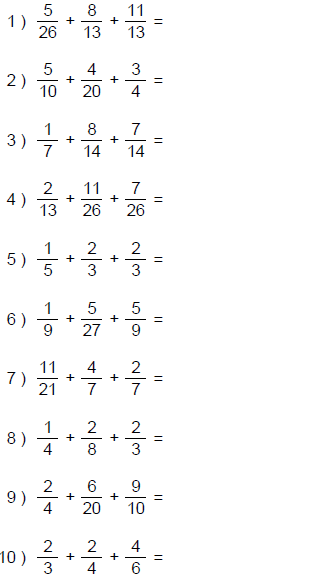 1 ) 5/26 + 8/13 + 11/13 =
2 ) 5/10 + 4/20 + 3/4 =
3 ) 1/7 + 8/14 + 7/14 =
4 ) 2/13 + 11/26 + 7/26 =
5 ) 1/5 + 2/3 + 2/3 =
6 ) 1/9 + 5/27 + 5/9 =
7 ) 11/21 + 4/7 + 2/7 =
8 ) 1/4 + 2/8 + 2/3 =
9 ) 2/4 + 6/20 + 9/10 =
10 ) 2/3 + 2/4 + 4/6 =